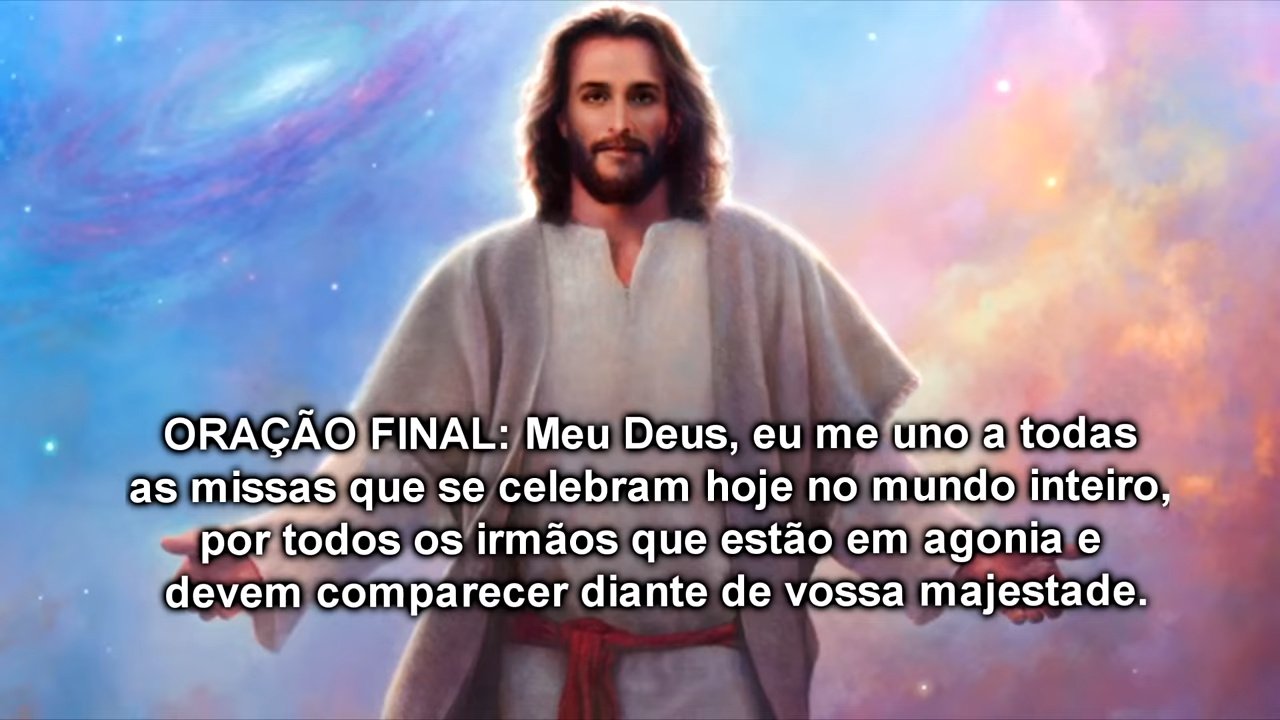 ORAÇÃO FINAL: Meu Deus, eu me uno a todas
as missas que se celebram hoje no mundo inteiro,
por todos os irmãos que estão em agonia e
devem comparecer diante de vossa majestade.